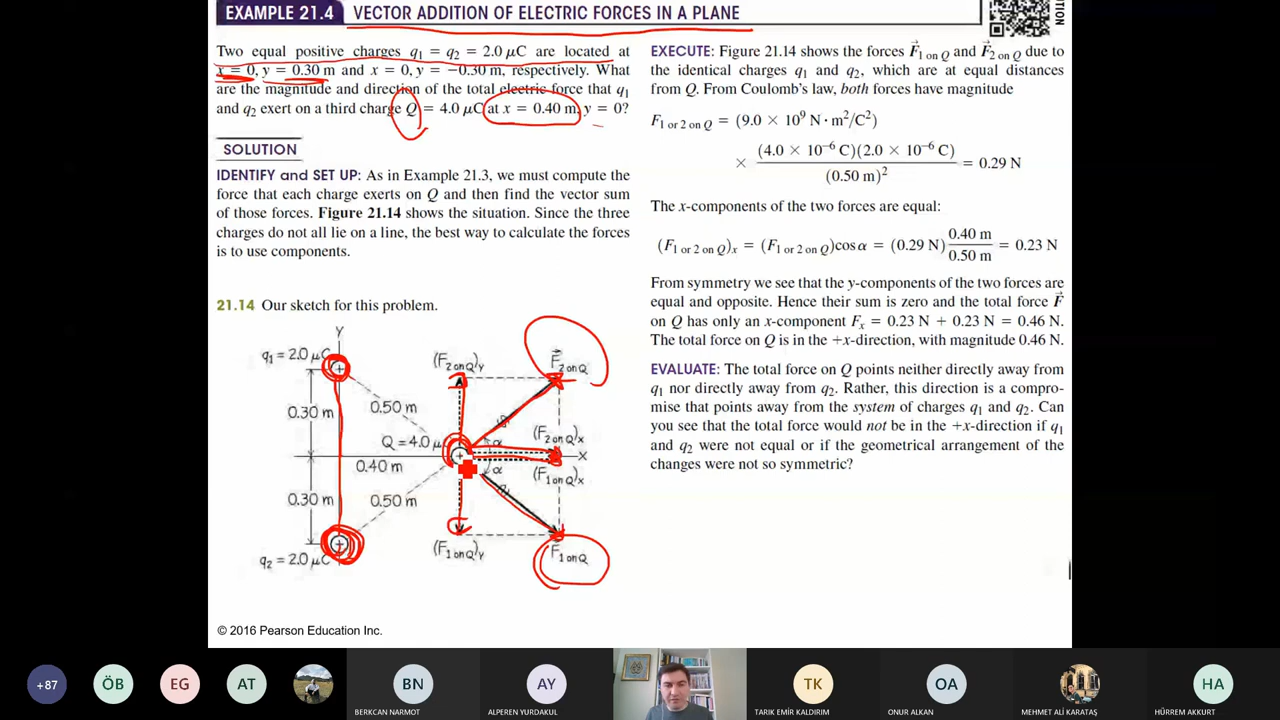 EXAMPLE 21.4 VECTOR ADDITION OF ELECTRIC FORCES IN A PLANE
Two equal positive charges q₁ = q₂ = 2.0 μC are located at
x = 0, y = 0.30 m and x = 0, y = −0.30 m, respectively. What
are the magnitude and direction of the total electric force that q₁
and q₂ exert on a third charge Q = 4.0 μC at x = 0.40 m, y = 0?
SOLUTION
IDENTIFY and SET UP: As in Example 21.3, we must compute the
force that each charge exerts on Q and then find the vector sum
of those forces. Figure 21.14 shows the situation. Since the three
charges do not all lie on a line, the best way to calculate the forces
is to use components.
21.14 Our sketch for this problem.
Y
q₁ = 2.0 μC
(F₂ on Q)y
F⃗₂ on Q
0.30 m
0.50 m
α
(F₂ on Q)x
Q = 4.0 μ
X
0.40 m
(F₁ on Q)x
α
0.30 m
0.50 m
(F₁ on Q)y
F₁ on Q
q₂ = 2.0 μC
© 2016 Pearson Education Inc.
EXECUTE: Figure 21.14 shows the forces F⃗₁ on Q and F⃗₂ on Q due to
the identical charges q₁ and q₂, which are at equal distances
from Q. From Coulomb's law, both forces have magnitude
F₁ or 2 on Q = (9.0 × 10⁹ N · m²/C²)
× (4.0 × 10⁻⁶ C)(2.0 × 10⁻⁶ C) / (0.50 m)² = 0.29 N
The x-components of the two forces are equal:
(F₁ or 2 on Q)x = (F₁ or 2 on Q)cos α = (0.29 N) 0.40 m / 0.50 m = 0.23 N
From symmetry we see that the y-components of the two forces are
equal and opposite. Hence their sum is zero and the total force F⃗
on Q has only an x-component Fx = 0.23 N + 0.23 N = 0.46 N.
The total force on Q is in the +x-direction, with magnitude 0.46 N.
EVALUATE: The total force on Q points neither directly away from
q₁ nor directly away from q₂. Rather, this direction is a compro-
mise that points away from the system of charges q₁ and q₂. Can
you see that the total force would not be in the +x-direction if q₁
and q₂ were not equal or if the geometrical arrangement of the
changes were not so symmetric?
+87
ÖB
EG
AT
BN
BERKCAN NARMOT
AY
ALPEREN YURDAKUL
TK
TARIK EMİR KALDIRIM
OA
ONUR ALKAN
MEHMET ALİ KARATAŞ
HA
HÜRREM AKKURT